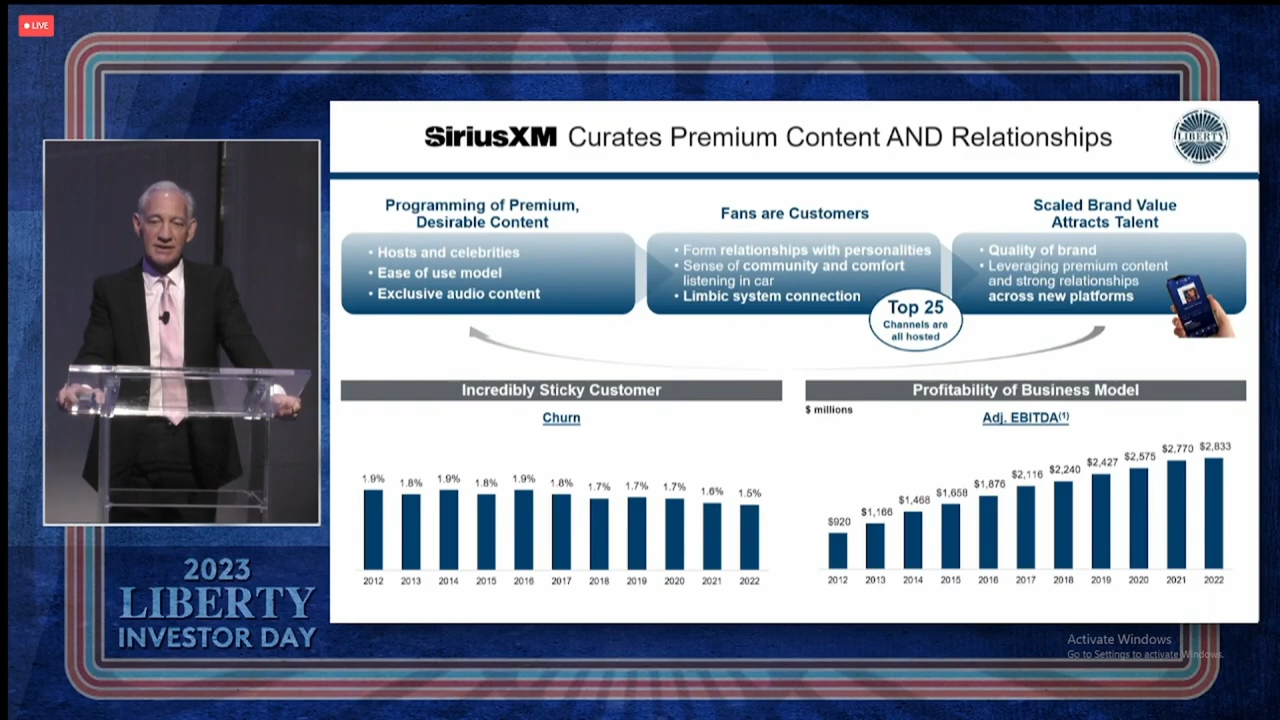 LIVE
SiriusXM Curates Premium Content AND Relationships
LIBERTY
Programming of Premium,
Desirable Content
• Hosts and celebrities
• Ease of use model
• Exclusive audio content
Fans are Customers
• Form relationships with personalities
• Sense of community and comfort
listening in car
• Limbic system connection
Top 25
Channels are
all hosted
Scaled Brand Value
Attracts Talent
• Quality of brand
• Leveraging premium content
and strong relationships
across new platforms
Incredibly Sticky Customer
Churn
1.9% 1.8% 1.9% 1.8% 1.9% 1.8% 1.7% 1.7% 1.7% 1.6% 1.5%
2012 2013 2014 2015 2016 2017 2018 2019 2020 2021 2022
Profitability of Business Model
$ millions
Adj. EBITDA(1)
$920 $1,166 $1,468 $1,658 $1,876 $2,116 $2,240 $2,427 $2,575 $2,770 $2,833
2012 2013 2014 2015 2016 2017 2018 2019 2020 2021 2022
2023
LIBERTY
INVESTOR DAY
Activate Windows
Go to Settings to activate Windows.